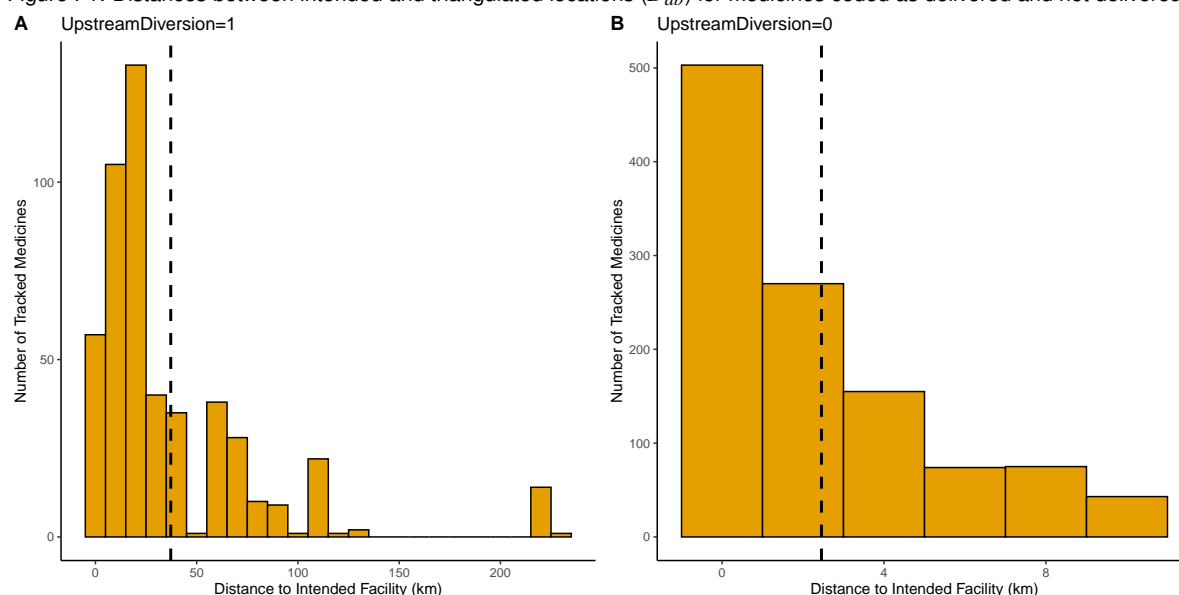 Distances between intended and triangulated locations (
) for medicines coded as delivered and not delivered
A UpstreamDiversion=1
100
50
0
Number of Tracked Medicines
0 50 100 150 200
Distance to Intended Facility (km)
B UpstreamDiversion=0
500
400
300
200
100
0
Number of Tracked Medicines
0 4 8
Distance to Intended Facility (km)